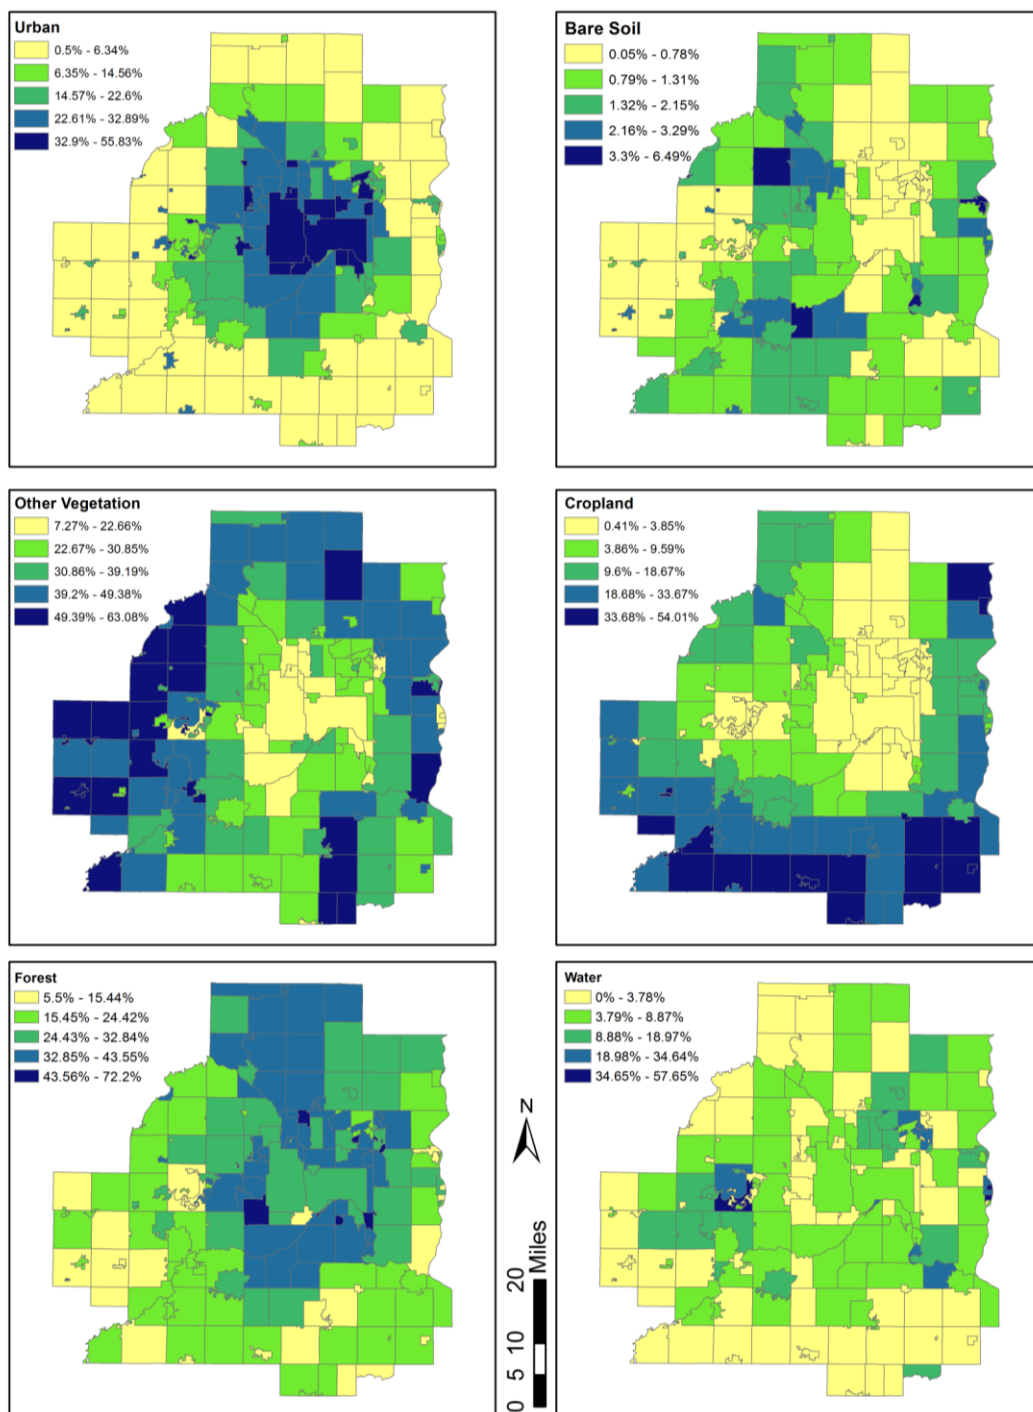 Urban
0.5% - 6.34%
6.35% - 14.56%
14.57% - 22.6%
22.61% - 32.89%
32.9% - 55.83%
Bare Soil
0.05% - 0.78%
0.79% - 1.31%
1.32% - 2.15%
2.16% - 3.29%
3.3% - 6.49%
Other Vegetation
7.27% - 22.66%
22.67% - 30.85%
30.86% - 39.19%
39.2% - 49.38%
49.39% - 63.08%
Cropland
0.41% - 3.85%
3.86% - 9.59%
9.6% - 18.67%
18.68% - 33.67%
33.68% - 54.01%
Forest
5.5% - 15.44%
15.45% - 24.42%
24.43% - 32.84%
32.85% - 43.55%
43.56% - 72.2%
N
0 5 10 20
Miles
Water
0% - 3.78%
3.79% - 8.87%
8.88% - 18.97%
18.98% - 34.64%
34.65% - 57.65%